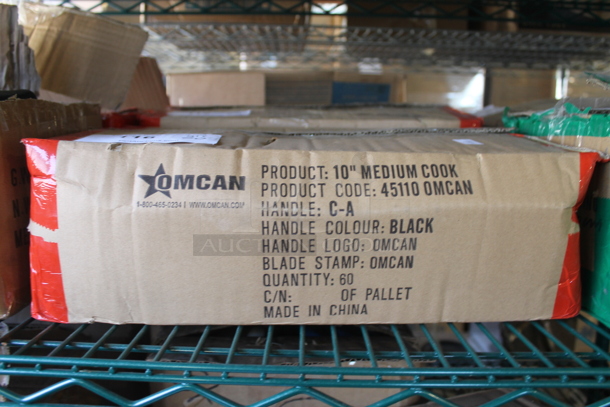 OMCAN
1-800-465-0234 | WWW.OMCAN.COM
PRODUCT: 10" MEDIUM COOK
PRODUCT CODE: 45110 OMCAN
HANDLE: C-A
HANDLE COLOUR: BLACK
HANDLE LOGO: OMCAN
BLADE STAMP: OMCAN
QUANTITY: 60
C/N: OF PALLET
MADE IN CHINA